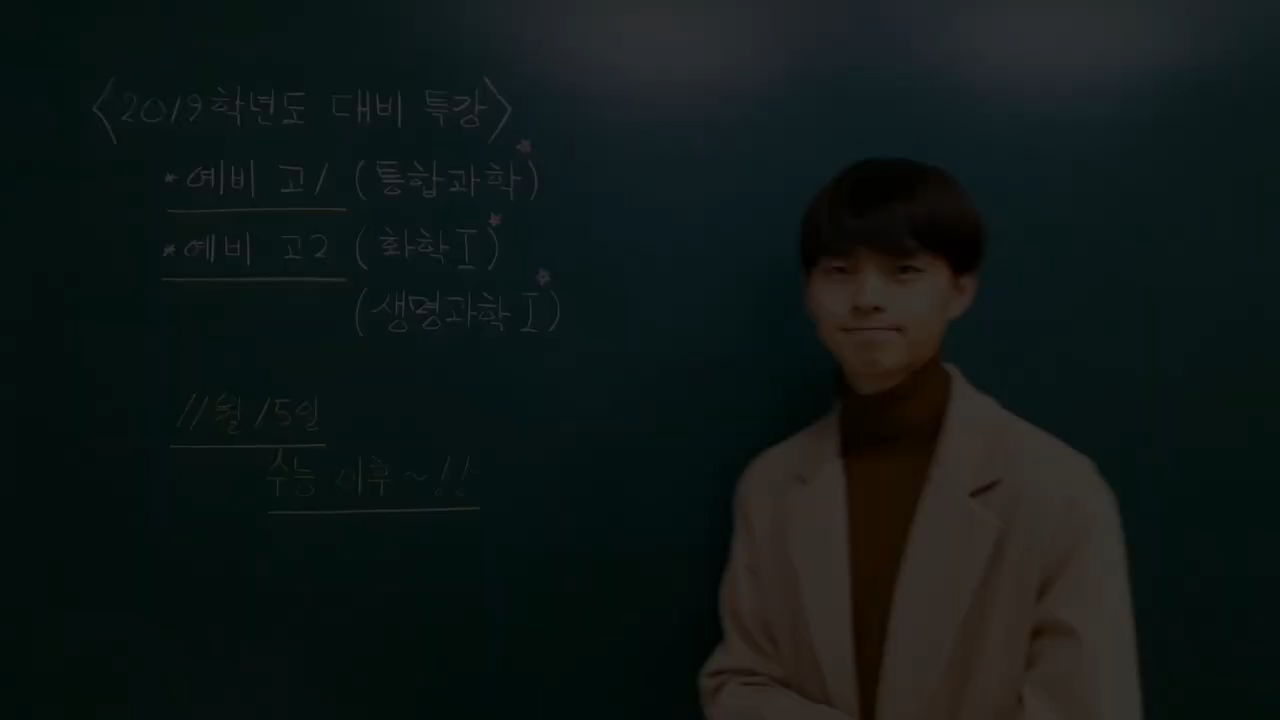 <2019학년도 대비 특강>
*예비 고1 (통합과학)*
*예비 고2 (화학I)*
(생명과학I)*
11월 15일
수능 이후~!!